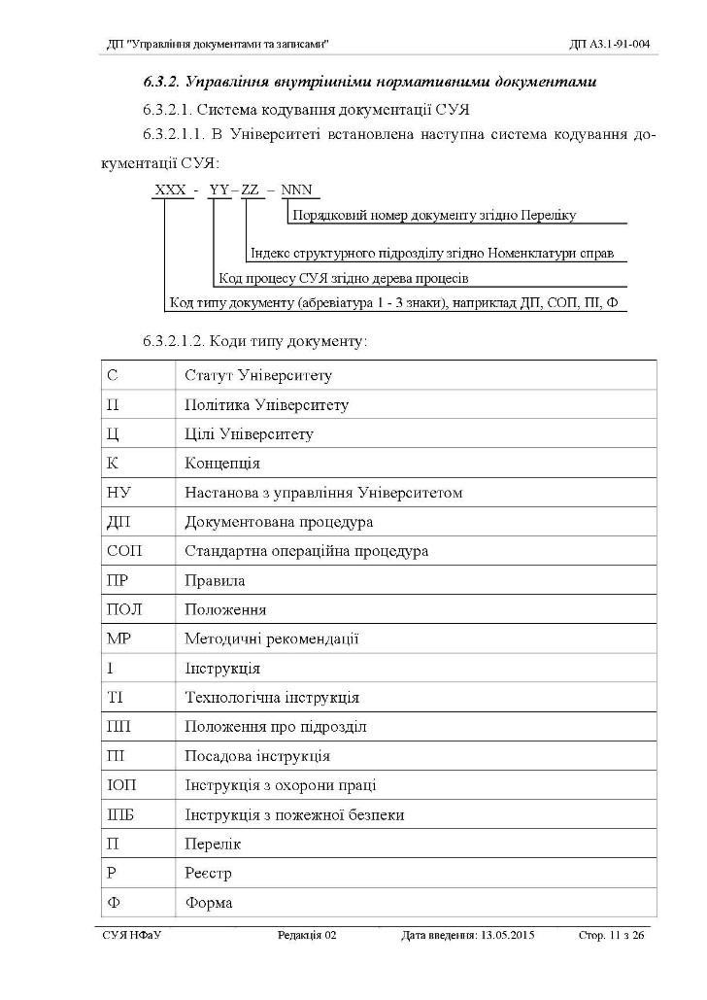 ДП "Управління документами та записами" ДП А3.1-91-004
6.3.2. Управління внутрішніми нормативними документами
6.3.2.1. Система кодування документації СУЯ
6.3.2.1.1. В Університеті встановлена наступна система кодування до-
кументації СУЯ:
XXX - YY – ZZ – NNN
Порядковий номер документу згідно Переліку
Індекс структурного підрозділу згідно Номенклатури справ
Код процесу СУЯ згідно дерева процесів
Код типу документу (абревіатура 1 - 3 знаки), наприклад ДП, СОП, ПІ, Ф
6.3.2.1.2. Коди типу документу:
С Статут Університету
П Політика Університету
Ц Цілі Університету
К Концепція
НУ Настанова з управління Університетом
ДП Документована процедура
СОП Стандартна операційна процедура
ПР Правила
ПОЛ Положення
МР Методичні рекомендації
І Інструкція
ТІ Технологічна інструкція
ПП Положення про підрозділ
ПІ Посадова інструкція
ІОП Інструкція з охорони праці
ІПБ Інструкція з пожежної безпеки
П Перелік
Р Реєстр
Ф Форма
СУЯ НФаУ Редакція 02 Дата введення: 13.05.2015 Стор. 11 з 26